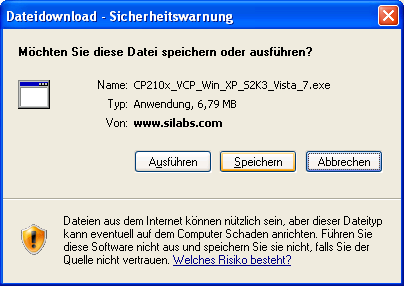 Dateidownload - Sicherheitswarnung
Möchten Sie diese Datei speichern oder ausführen?
Name: CP210x_VCP_Win_XP_S2K3_Vista_7.exe
Typ: Anwendung, 6,79 MB
Von: www.silabs.com
Ausführen Speichern Abbrechen
Dateien aus dem Internet können nützlich sein, aber dieser Dateityp
kann eventuell auf dem Computer Schaden anrichten. Führen Sie
diese Software nicht aus und speichern Sie sie nicht, falls Sie der
Quelle nicht vertrauen. Welches Risiko besteht?